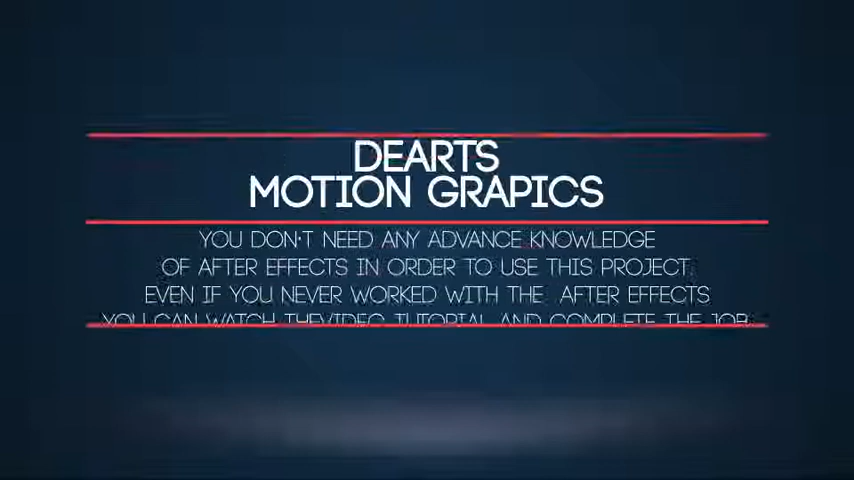 DEARTS
MOTION GRAPICS
YOU DON'T NEED ANY ADVANCE KNOWLEDGE
OF AFTER EFFECTS IN ORDER TO USE THIS PROJECT.
EVEN IF YOU NEVER WORKED WITH THE AFTER EFFECTS
YOU CAN WATCH THEVIDEO TUTORIAL AND COMPLETE THE JOB